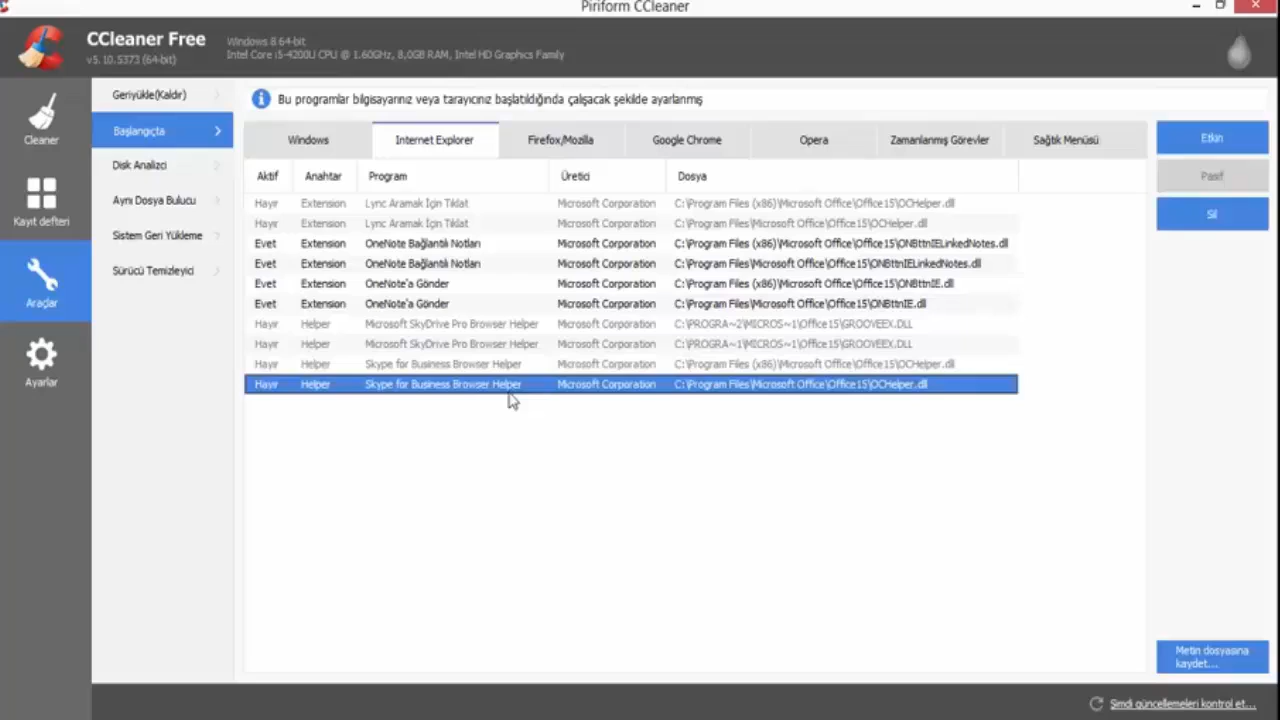 Piriform CCleaner
CCleaner Free
v5.10.5373 (64-bit)
Windows 8 64-bit
Intel Core i5-4200U CPU @ 1.60GHz, 8,0GB RAM, Intel HD Graphics Family
Cleaner
Kayıt defteri
Araçlar
Ayarlar
Geriyükle(Kaldır)
Başlangıçta
Disk Analizci
Aynı Dosya Bulucu
Sistem Geri Yükleme
Sürücü Temizleyici
Bu programlar bilgisayarınız veya tarayıcınız başlatıldığında çalışacak şekilde ayarlanmış
Windows Internet Explorer Firefox/Mozilla Google Chrome Opera Zamanlanmış Görevler Sağtık Menüsü
Aktif Anahtar Program Üretici Dosya
Hayır Extension Lync Aramak İçin Tıklat Microsoft Corporation C:\Program Files (x86)\Microsoft Office\Office15\OCHelper.dll
Hayır Extension Lync Aramak İçin Tıklat Microsoft Corporation C:\Program Files\Microsoft Office\Office15\OCHelper.dll
Evet Extension OneNote Bağlantılı Notları Microsoft Corporation C:\Program Files (x86)\Microsoft Office\Office15\ONBttnIELinkedNotes.dll
Evet Extension OneNote Bağlantılı Notları Microsoft Corporation C:\Program Files\Microsoft Office\Office15\ONBttnIELinkedNotes.dll
Evet Extension OneNote'a Gönder Microsoft Corporation C:\Program Files (x86)\Microsoft Office\Office15\ONBttnIE.dll
Evet Extension OneNote'a Gönder Microsoft Corporation C:\Program Files\Microsoft Office\Office15\ONBttnIE.dll
Hayır Helper Microsoft SkyDrive Pro Browser Helper Microsoft Corporation C:\PROGRA~2\MICROS~1\Office15\GROOVEEX.DLL
Hayır Helper Microsoft SkyDrive Pro Browser Helper Microsoft Corporation C:\PROGRA~1\MICROS~1\Office15\GROOVEEX.DLL
Hayır Helper Skype for Business Browser Helper Microsoft Corporation C:\Program Files (x86)\Microsoft Office\Office15\OCHelper.dll
Hayır Helper Skype for Business Browser Helper Microsoft Corporation C:\Program Files\Microsoft Office\Office15\OCHelper.dll
Etkin
Pasif
Sil
Metin dosyasına
kaydet...
Şimdi güncellemeleri kontrol et...